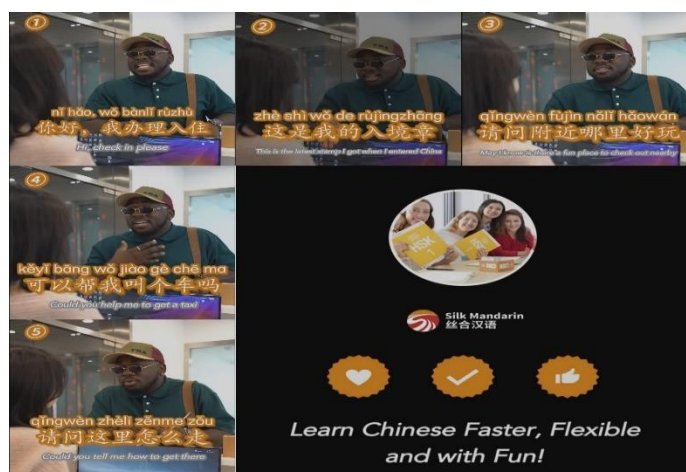 1
nǐ hǎo, wǒ bànlǐ rùzhù
你好，我办理入住
Hi, check in please
2
zhè shì wǒ de rùjìngzhāng
这是我的入境章
This is the latest stamp I got when I entered China
3
qǐngwèn fùjìn nǎlǐ hǎowán
请问附近哪里好玩
May I know is there a fun place to check out nearby
4
kěyǐ bāng wǒ jiào gè chē ma
可以帮我叫个车吗
Could you help me to get a taxi
5
qǐngwèn zhèlǐ zěnme zǒu
请问这里怎么走
Could you tell me how to get there
HSK
1
Silk Mandarin
丝合汉语
Learn Chinese Faster, Flexible
and with Fun!